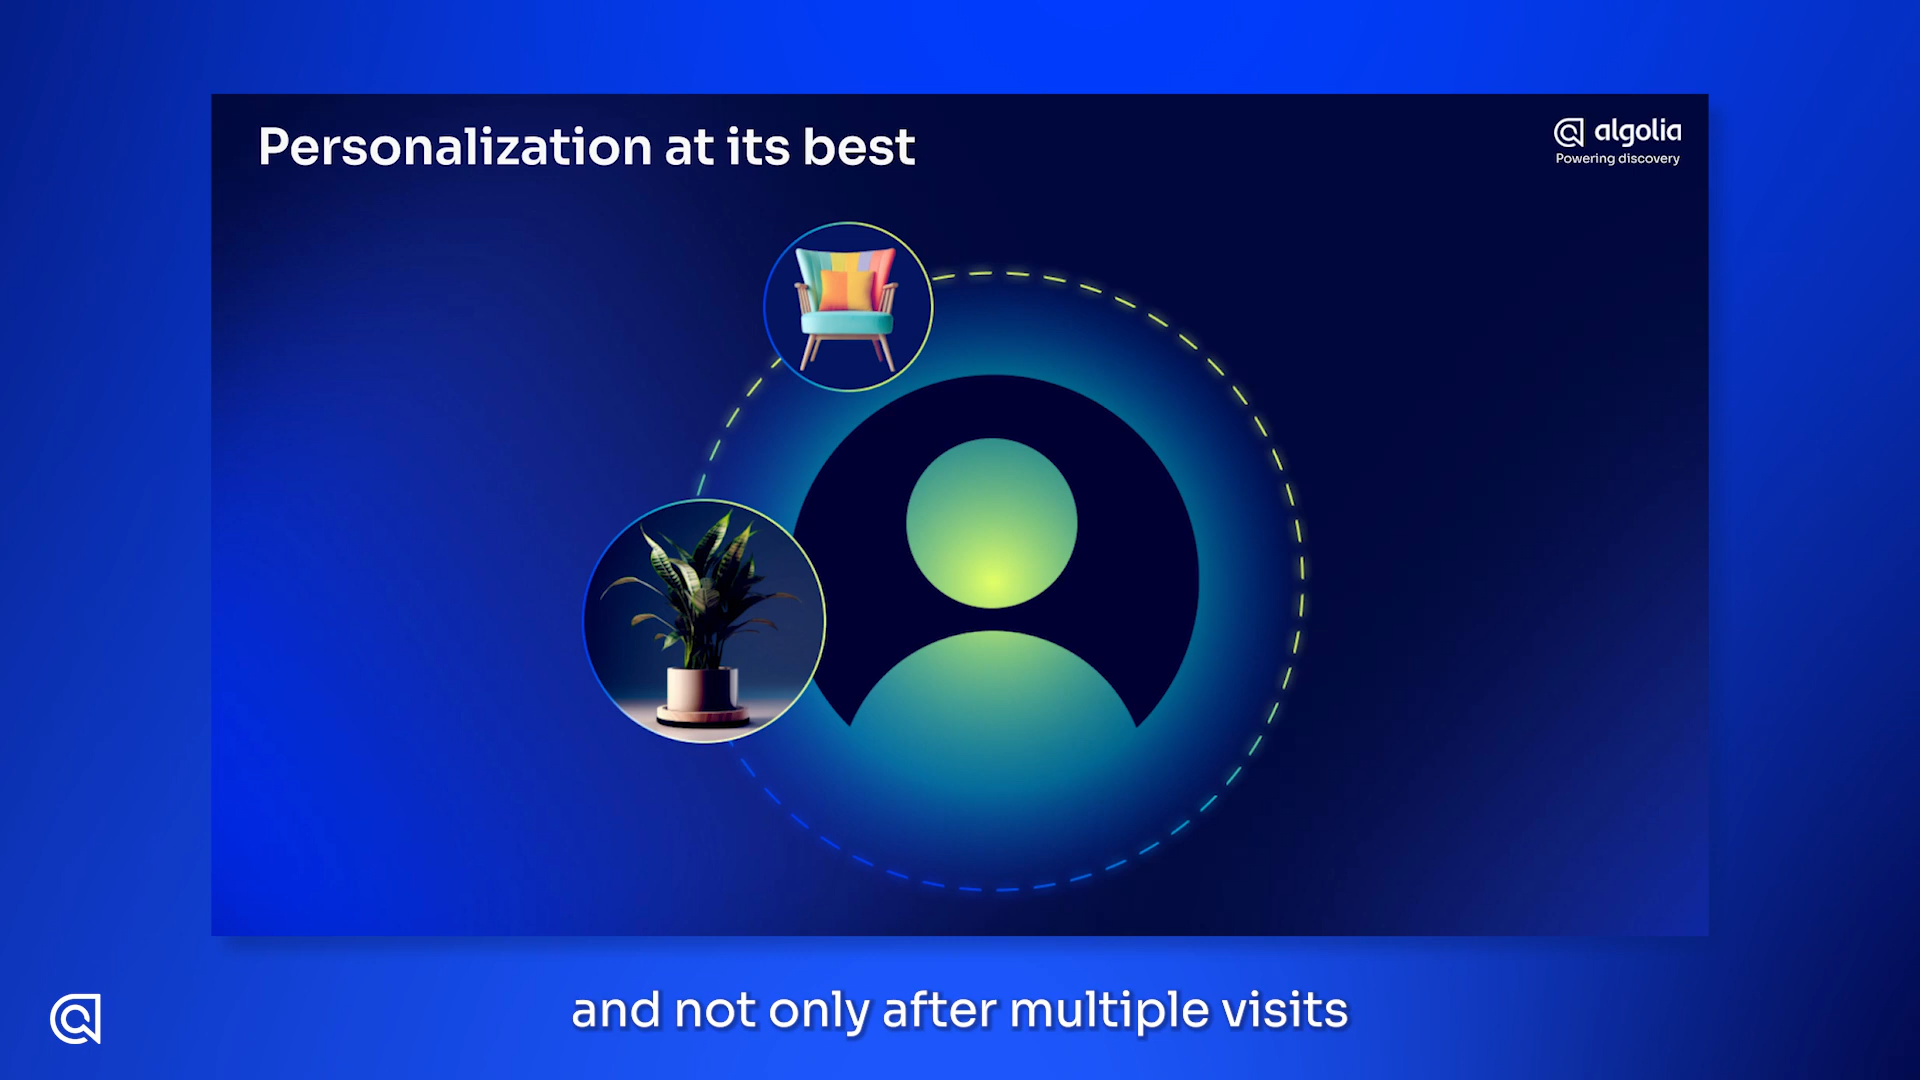 Personalization at its best
algolia
Powering discovery
and not only after multiple visits